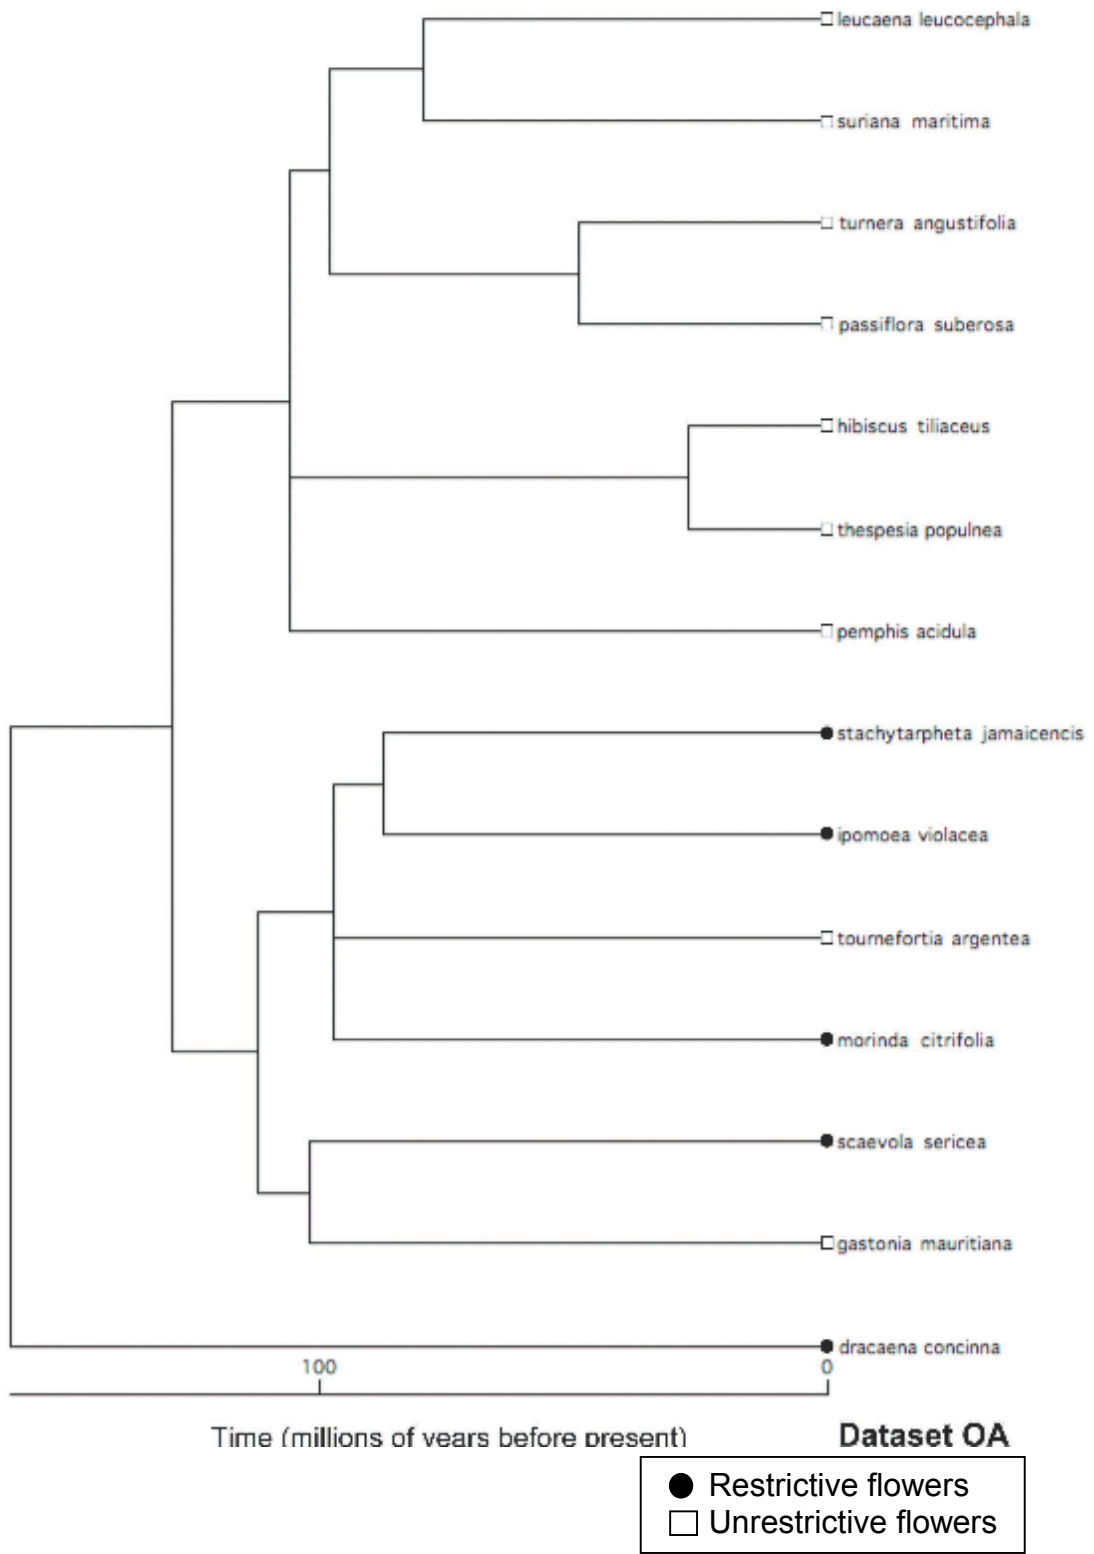 leucaena leucocephala
suriana maritima
turnera angustifolia
passiflora suberosa
hibiscus tiliaceus
thespesia populnea
pemphis acidula
stachytarpheta jamaicencis
ipomoea violacea
tournefortia argentea
morinda citrifolia
scaevola sericea
gastonia mauritiana
dracaena concinna
100 0
Time (millions of years before present) Dataset OA
Restrictive flowers
Unrestrictive flowers